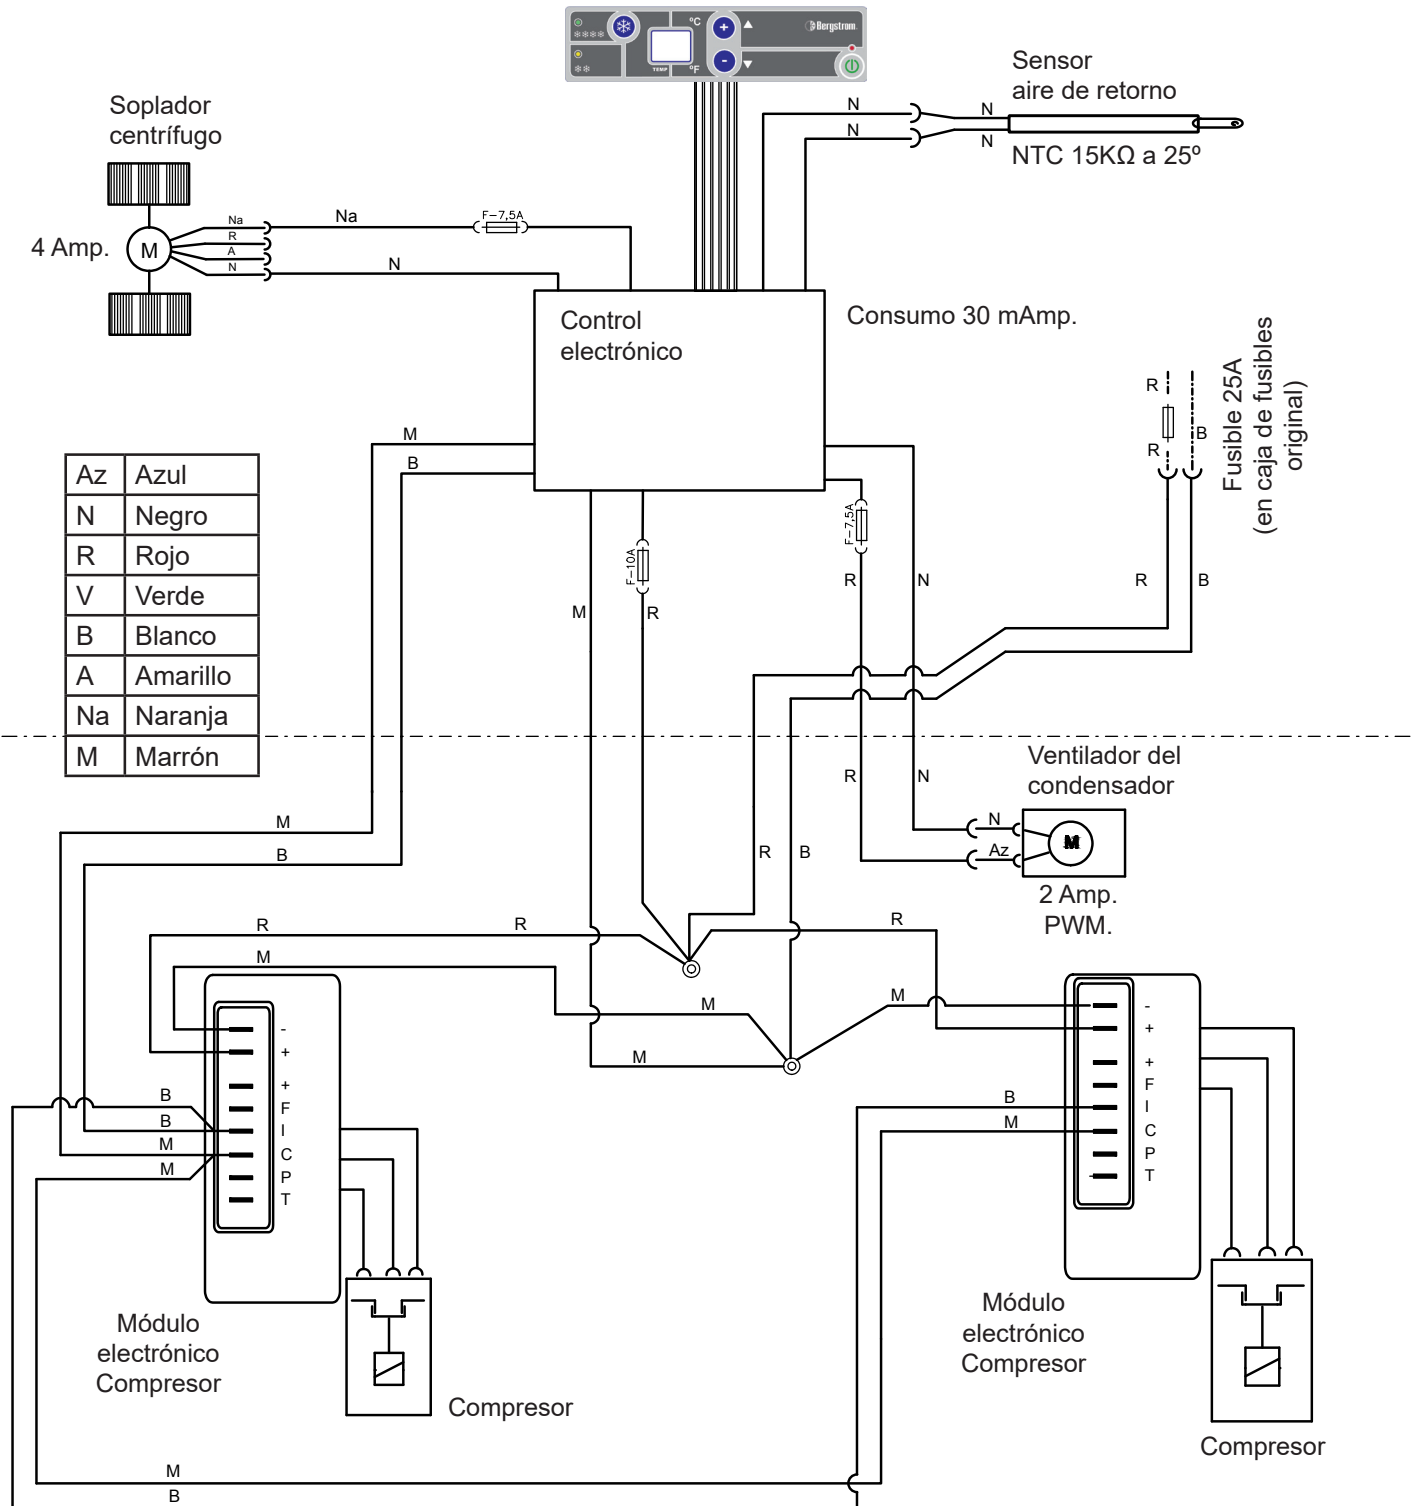 °C
+
Bergstrom
TEMP
°F
-
Sensor
aire de retorno
N
N
N
N
NTC 15KΩ a 25º
Soplador
centrífugo
4 Amp.
M
Na
R
A
N
Na
F-7,5A
N
Control
electrónico
Consumo 30 mAmp.
Fusible 25A
(en caja de fusibles
original)
R
B
R
M
B
Az Azul
N Negro
R Rojo
V Verde
B Blanco
A Amarillo
Na Naranja
M Marrón
F-10A
F-7,5A
M
R
R
N
R
B
Ventilador del
condensador
R
N
M
B
R
B
N
Az
M
2 Amp.
PWM.
R
R
R
M
M
M
M
-
+
+
F
I
C
P
T
B
B
M
M
-
+
+
F
I
C
P
T
B
M
Módulo
electrónico
Compresor
Compresor
Módulo
electrónico
Compresor
Compresor
M
B